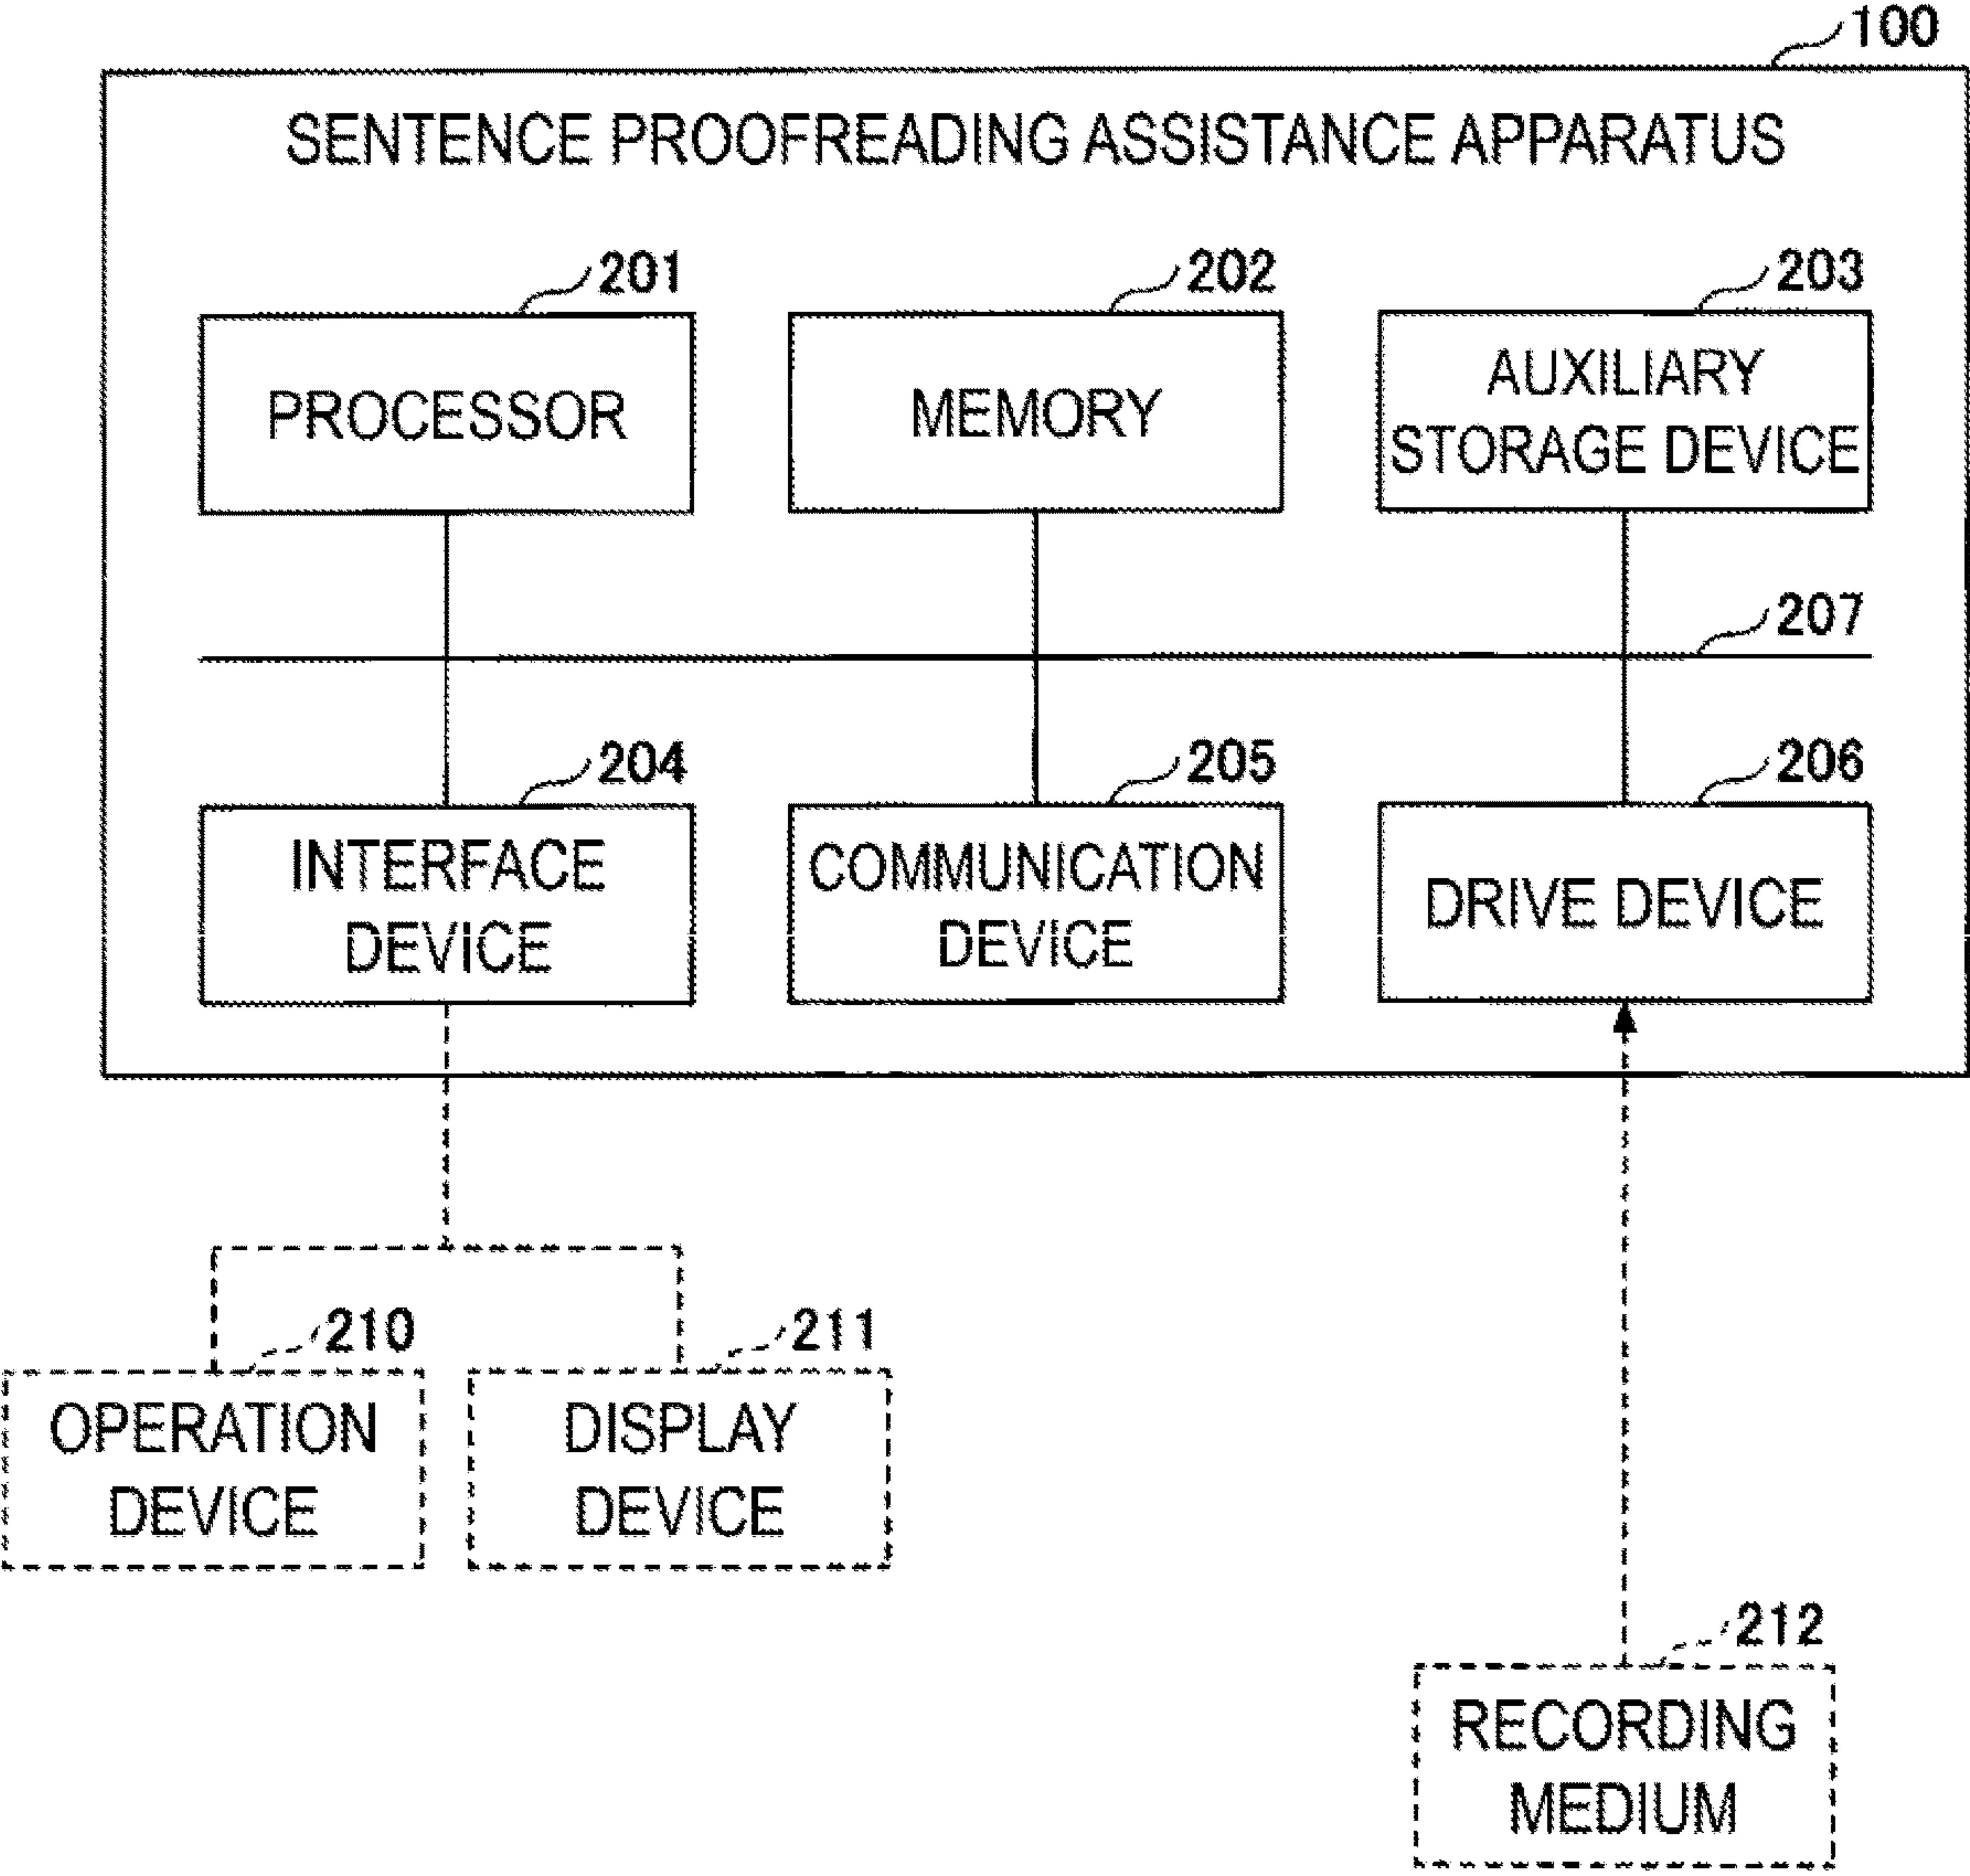 100
SENTENCE PROOFREADING ASSISTANCE APPARATUS
201
202
203
PROCESSOR
MEMORY
AUXILIARY
STORAGE DEVICE
207
204
205
206
INTERFACE
DEVICE
COMMUNICATION
DEVICE
DRIVE DEVICE
210
211
OPERATION
DEVICE
DISPLAY
DEVICE
212
RECORDING
MEDIUM